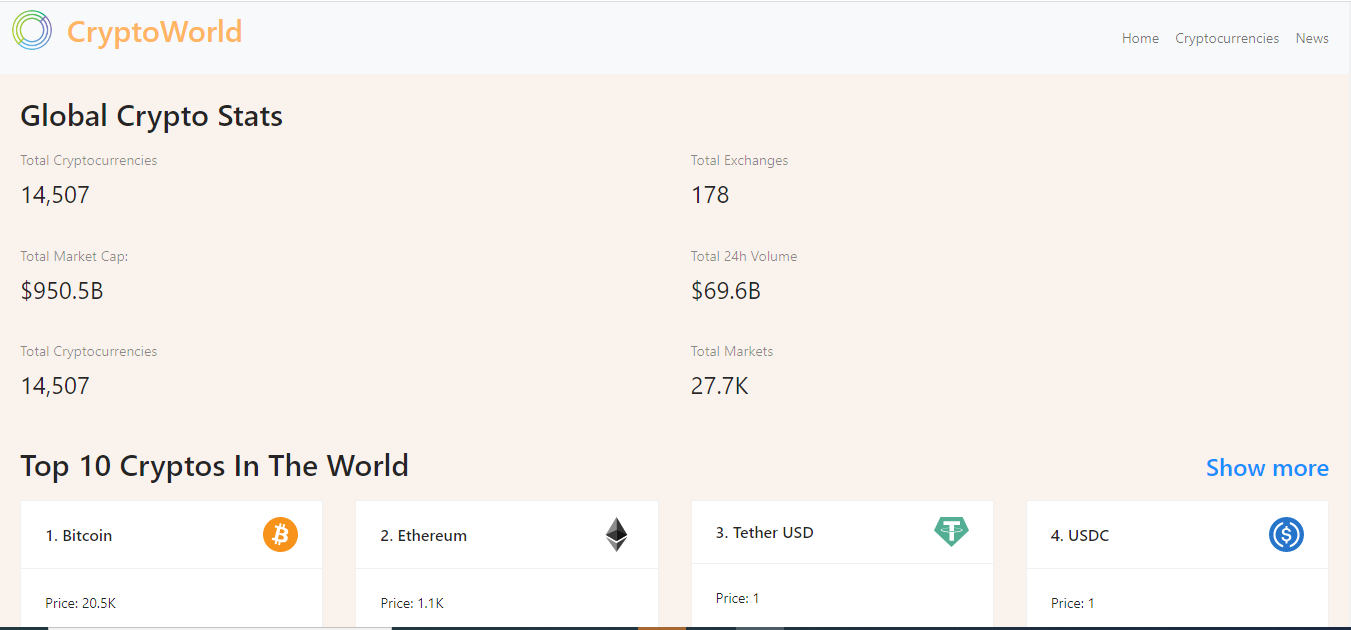 CryptoWorld
Home Cryptocurrencies News
Global Crypto Stats
Total Cryptocurrencies
14,507
Total Exchanges
178
Total Market Cap:
$950.5B
Total 24h Volume
$69.6B
Total Cryptocurrencies
14,507
Total Markets
27.7K
Top 10 Cryptos In The World
Show more
1. Bitcoin
Price: 20.5K
2. Ethereum
Price: 1.1K
3. Tether USD
Price: 1
4. USDC
Price: 1